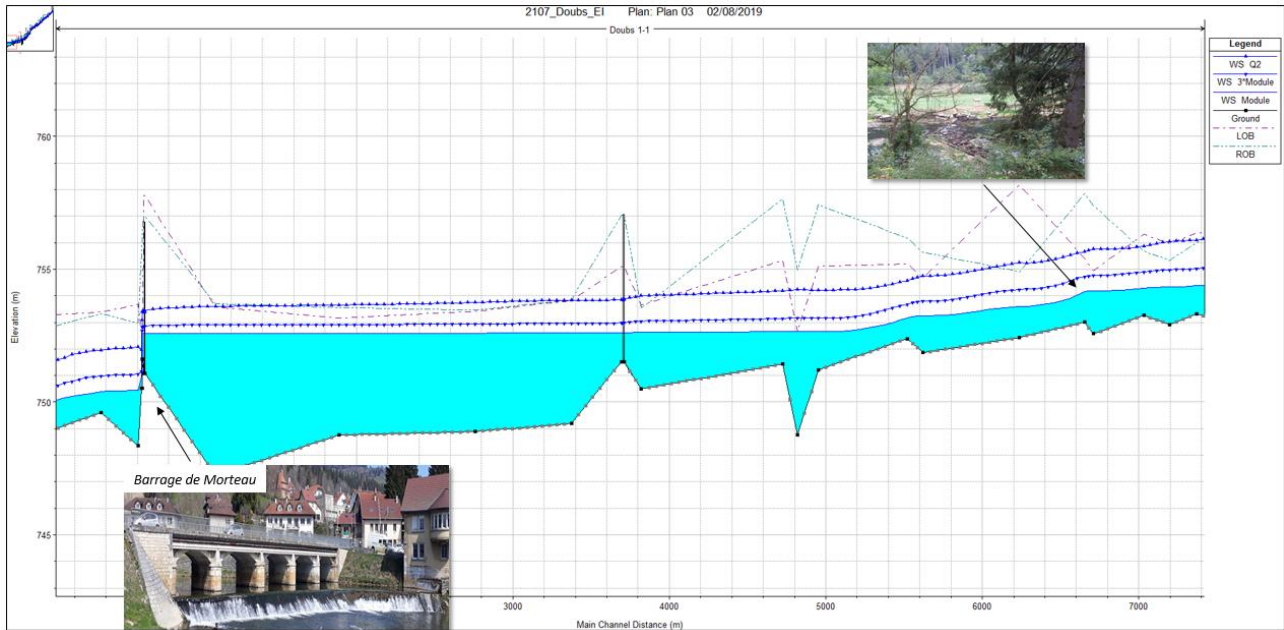 2107_Doubs_EI Plan: Plan 03 02/08/2019
Doubs 1-1
Legend
WS Q2
WS 3*Module
WS Module
Ground
LOB
ROB
Elevation (m)
760
755
750
745
Barrage de Morteau
3000 4000 5000 6000 7000
Main Channel Distance (m)